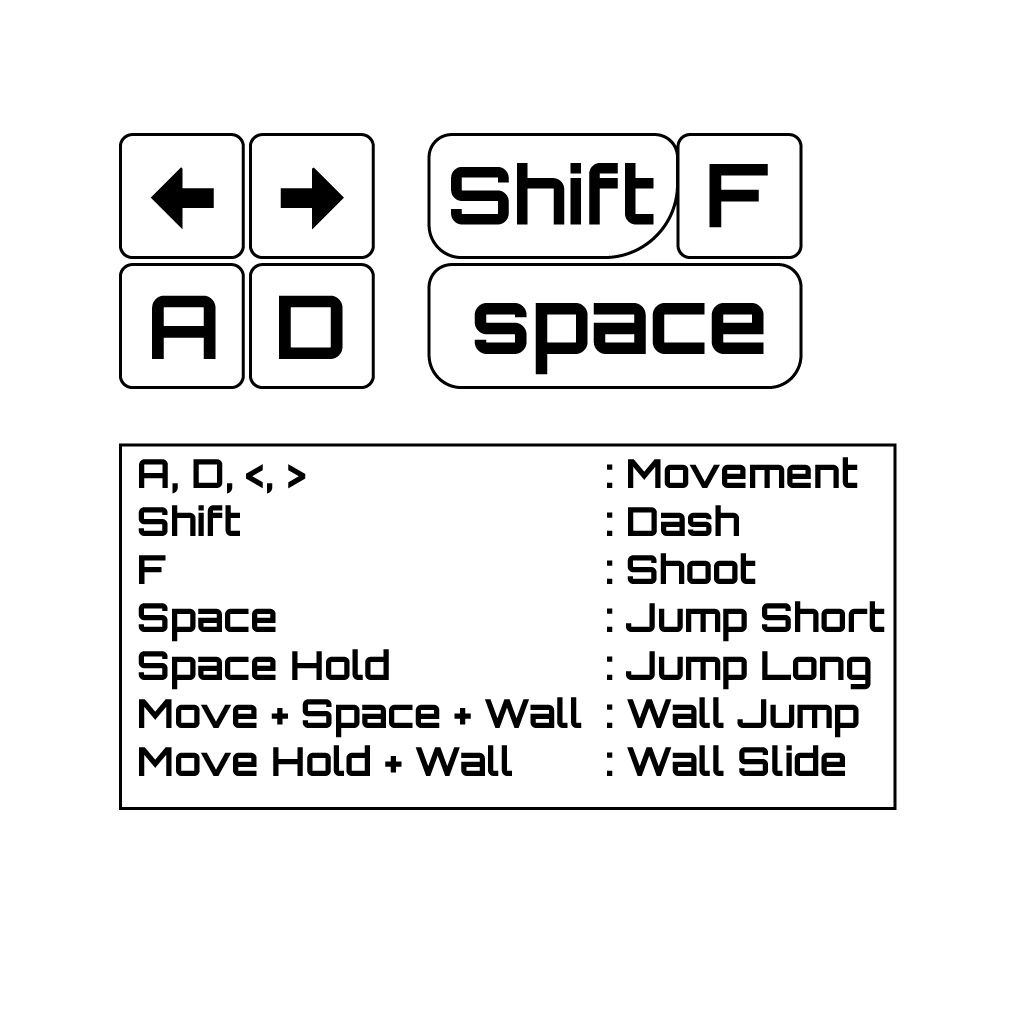 Shift F
A D space
A, D, <, > : Movement
Shift : Dash
F : Shoot
Space : Jump Short
Space Hold : Jump Long
Move + Space + Wall : Wall Jump
Move Hold + Wall : Wall Slide